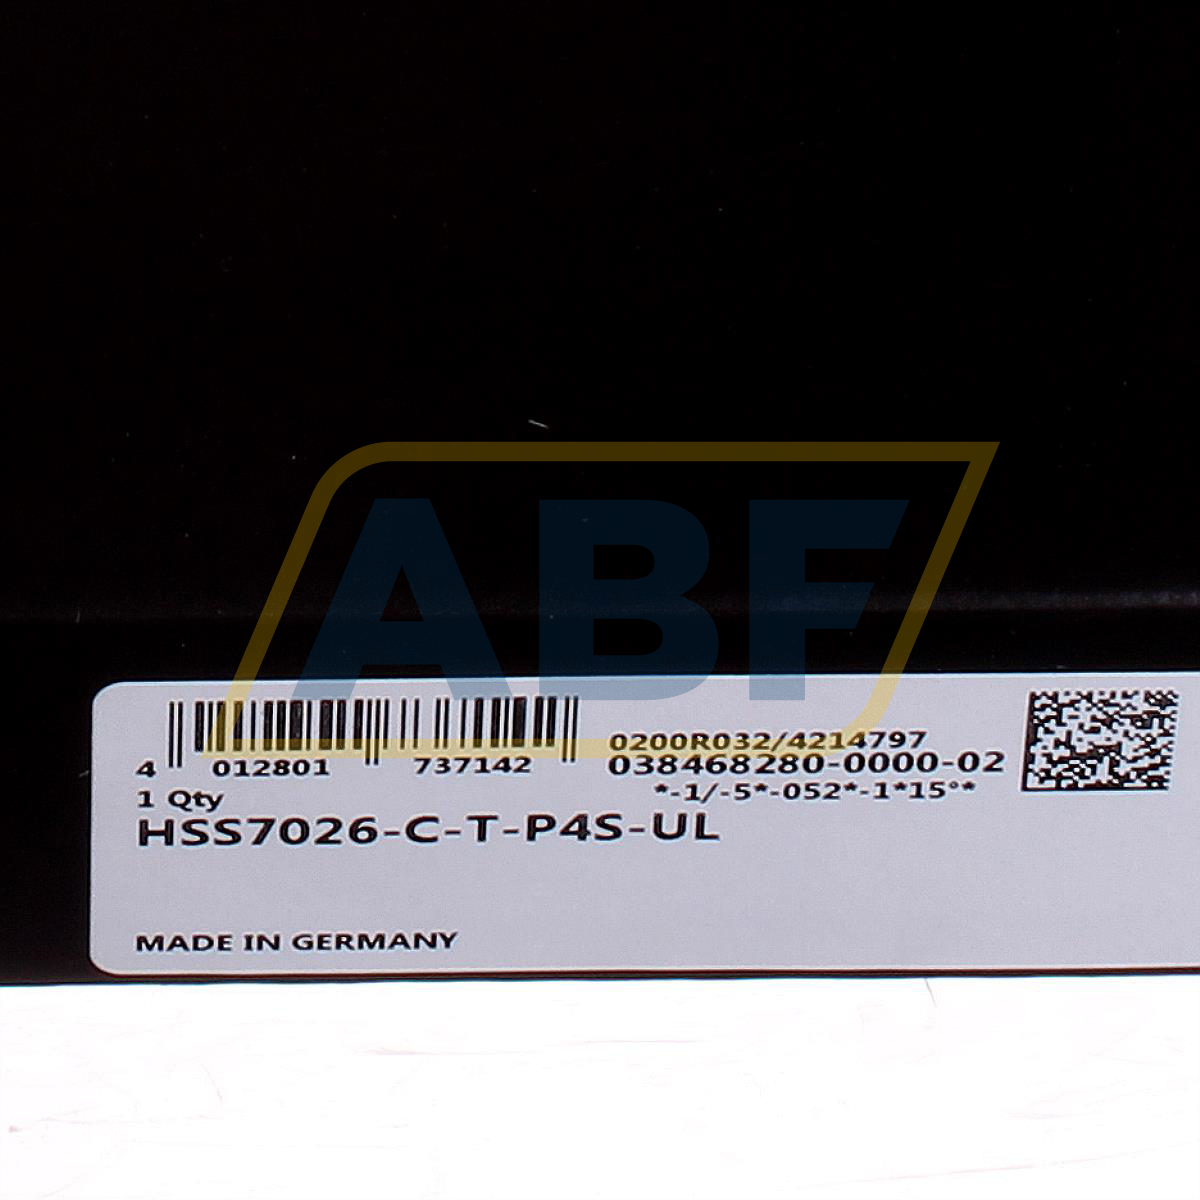 ABF
4 012801 737142
0200R032/4214797
038468280-0000-02
*-1/-5*-052*-1*15°*
1 Qty
HSS7026-C-T-P4S-UL
MADE IN GERMANY